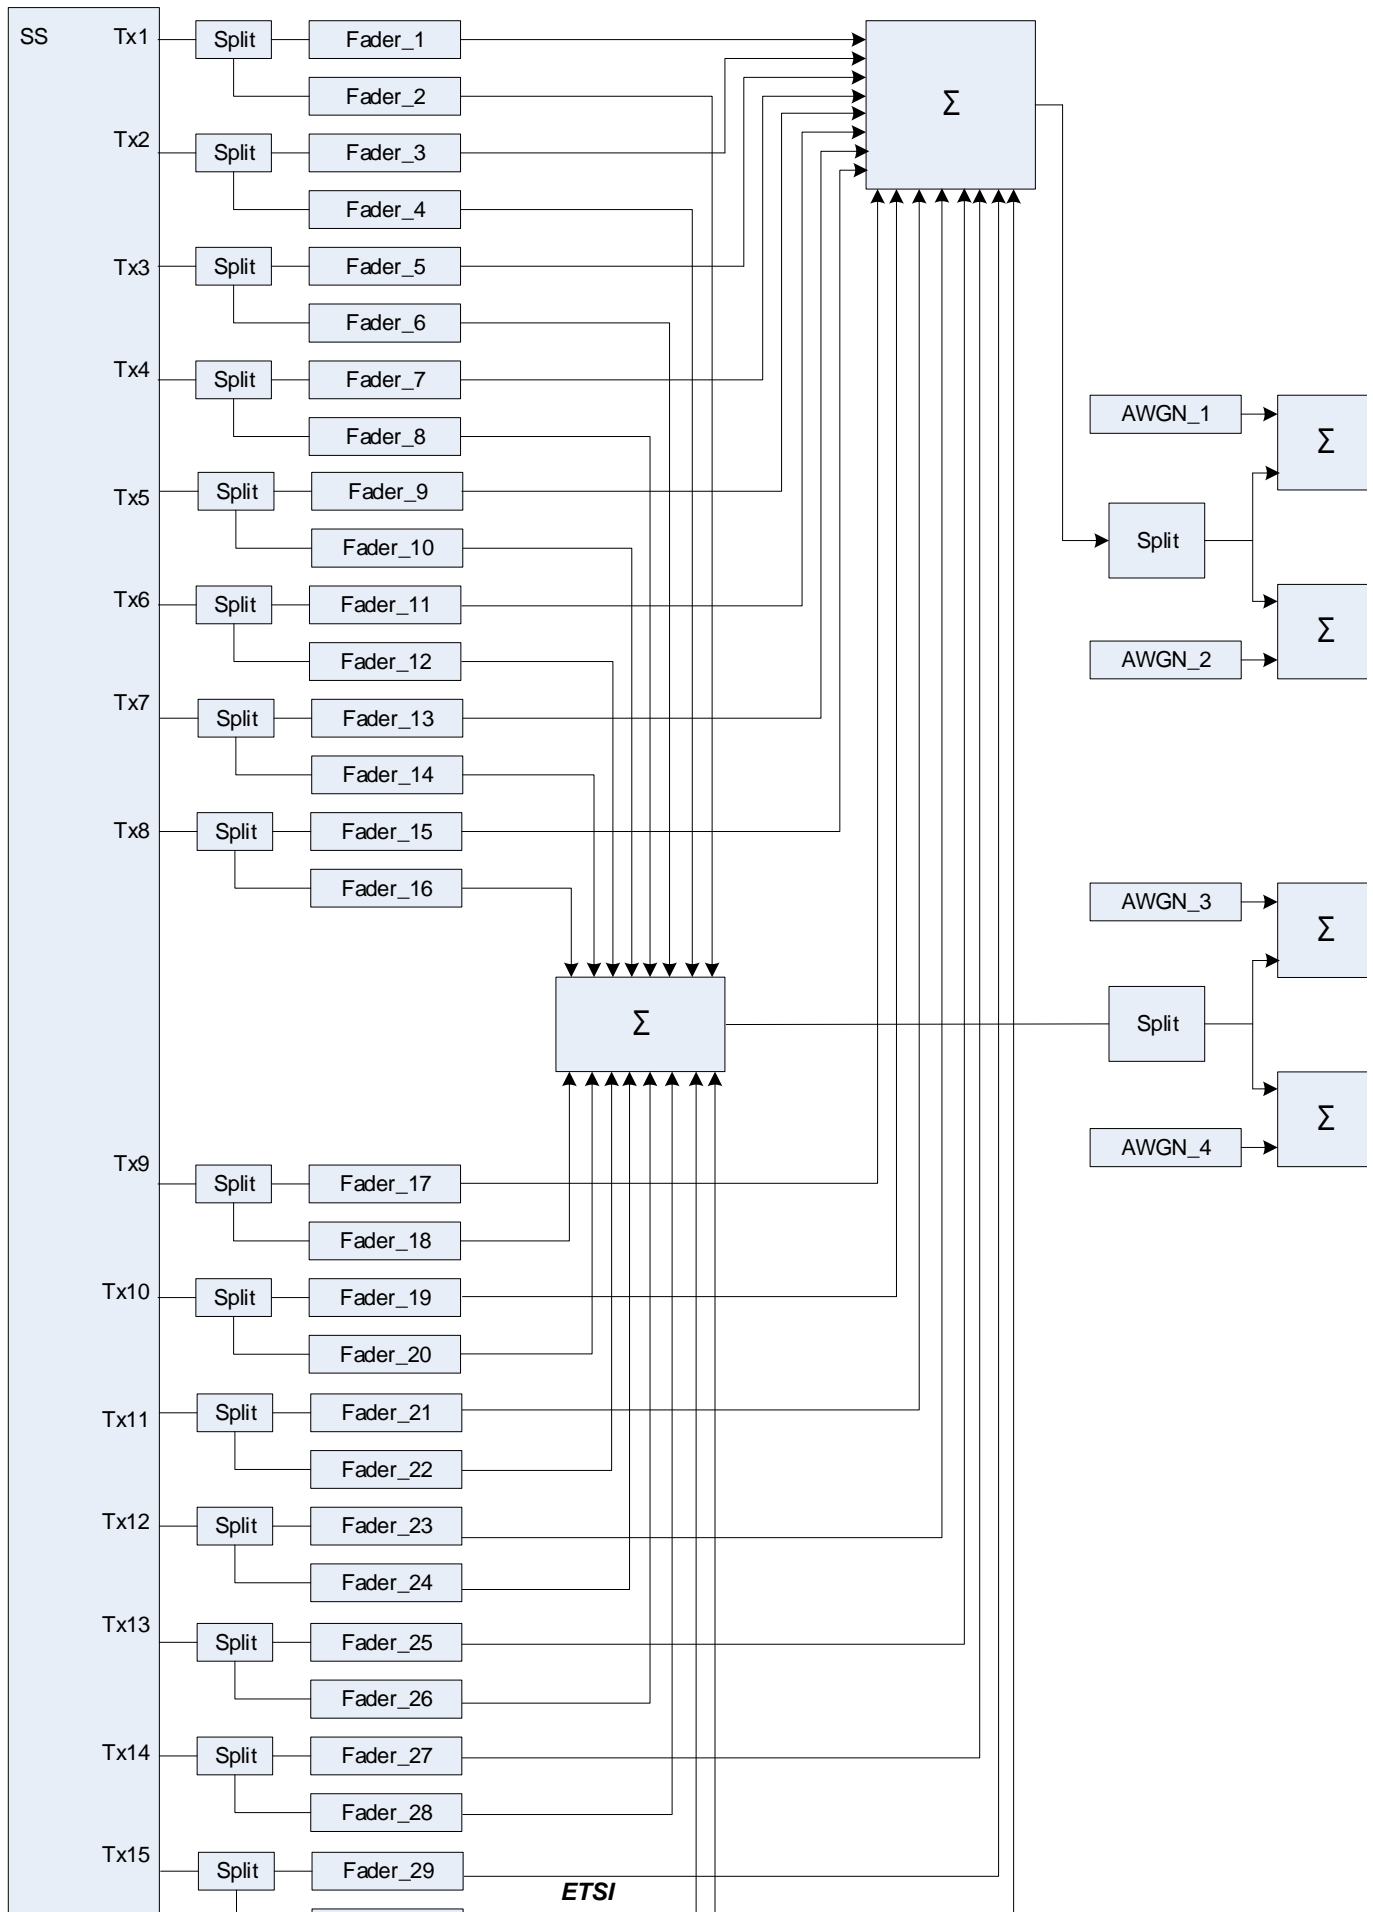 SS
Tx1
Split
Fader_1
Σ
Fader_2
Tx2
Split
Fader_3
Fader_4
Tx3
Split
Fader_5
Fader_6
Tx4
Split
Fader_7
Fader_8
Tx5
Split
Fader_9
Fader_10
Tx6
Split
Fader_11
Fader_12
Tx7
Split
Fader_13
Fader_14
Tx8
Split
Fader_15
Fader_16
AWGN_1
Σ
Split
Σ
AWGN_2
AWGN_3
Σ
Σ
Split
Σ
AWGN_4
Tx9
Split
Fader_17
Fader_18
Tx10
Split
Fader_19
Fader_20
Tx11
Split
Fader_21
Fader_22
Tx12
Split
Fader_23
Fader_24
Tx13
Split
Fader_25
Fader_26
Tx14
Split
Fader_27
Fader_28
Tx15
Split
Fader_29
ETSI